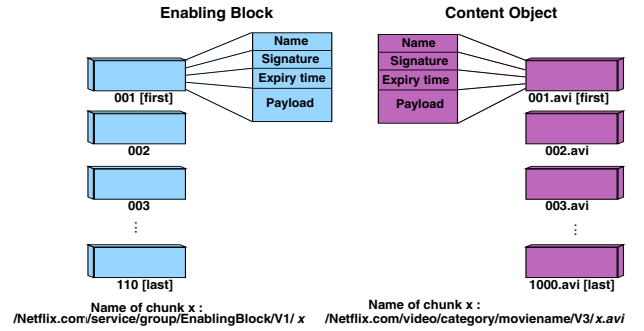 Enabling Block
Name
Signature
Expiry time
Payload
001 [first]
002
003
⋮
110 [last]
Name of chunk x :
/Netflix.com/service/group/EnablingBlock/V1/ x
Content Object
Name
Signature
Expiry time
Payload
001.avi [first]
002.avi
003.avi
⋮
1000.avi [last]
Name of chunk x :
/Netflix.com/video/category/moviename/V3/x.avi